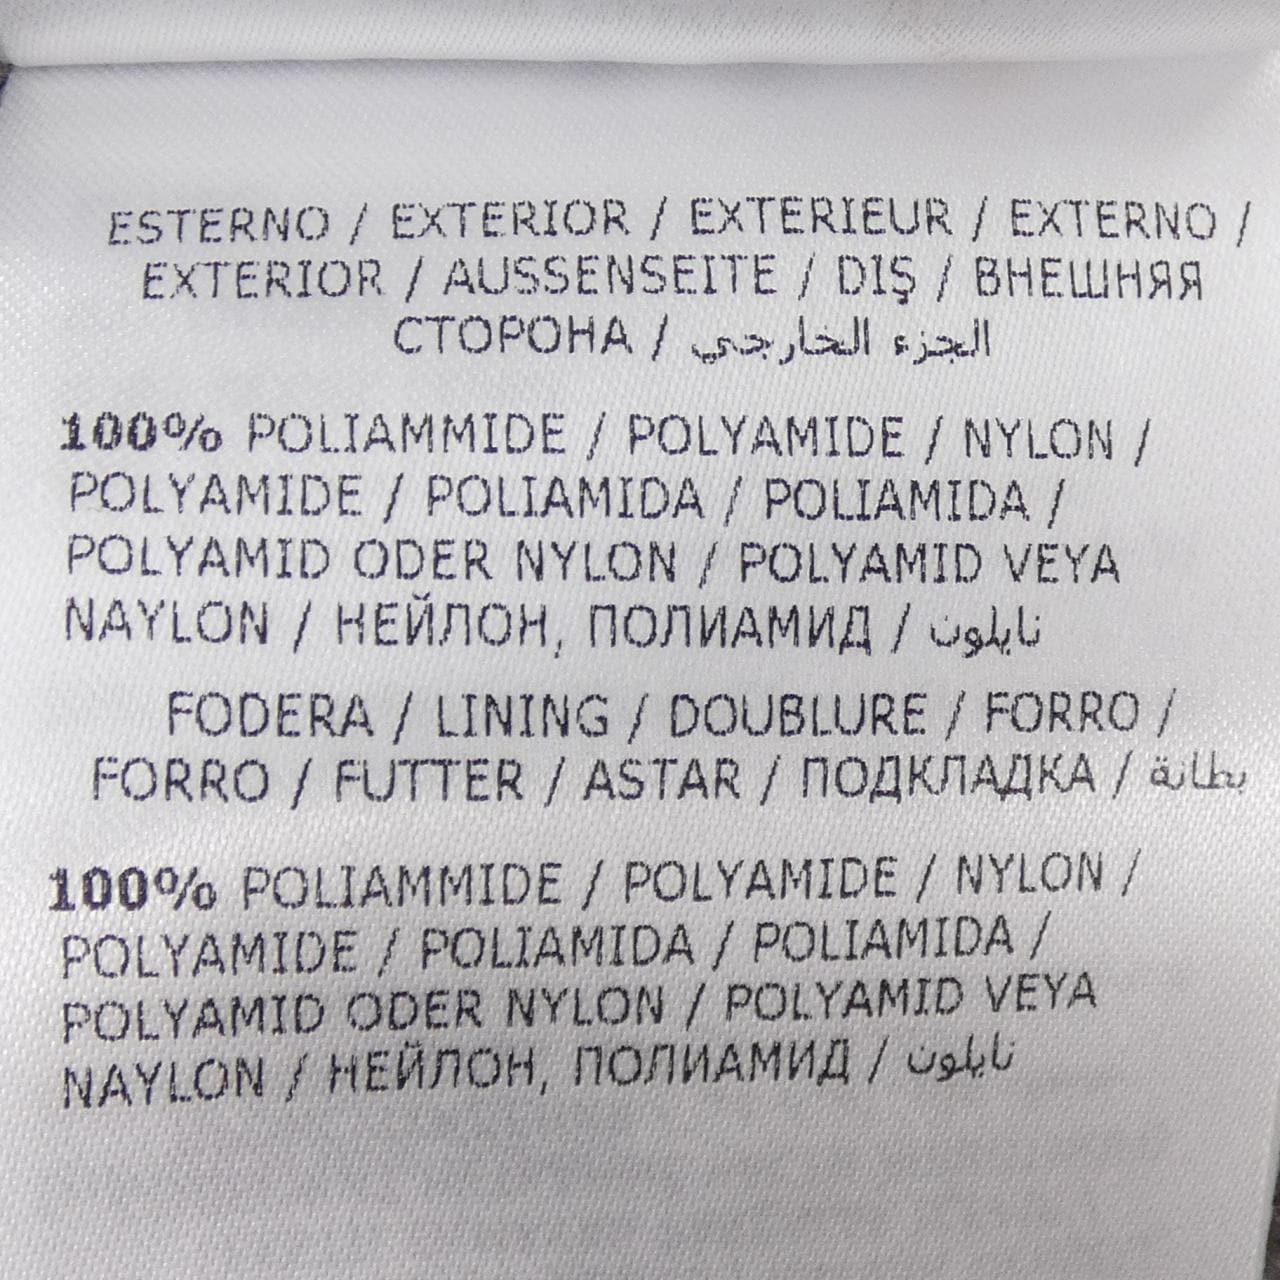 ESTERNO / EXTERIOR / EXTERIEUR / EXTERNO /
EXTERIOR / AUSSENSEITE / DIŞ / ВНЕШНЯЯ
СТОРОНА / الجزء الخارجي
100% POLIAMMIDE / POLYAMIDE / NYLON /
POLYAMIDE / POLIAMIDA / POLIAMIDA /
POLYAMID ODER NYLON / POLYAMID VEYA
NAYLON / НЕЙЛОН, ПОЛИАМИД / نايلون
FODERA / LINING / DOUBLURE / FORRO /
FORRO / FUTTER / ASTAR / ПОДКЛАДКА / بطانة
100% POLIAMMIDE / POLYAMIDE / NYLON /
POLYAMIDE / POLIAMIDA / POLIAMIDA /
POLYAMID ODER NYLON / POLYAMID VEYA
NAYLON / НЕЙЛОН, ПОЛИАМИД / نايلون